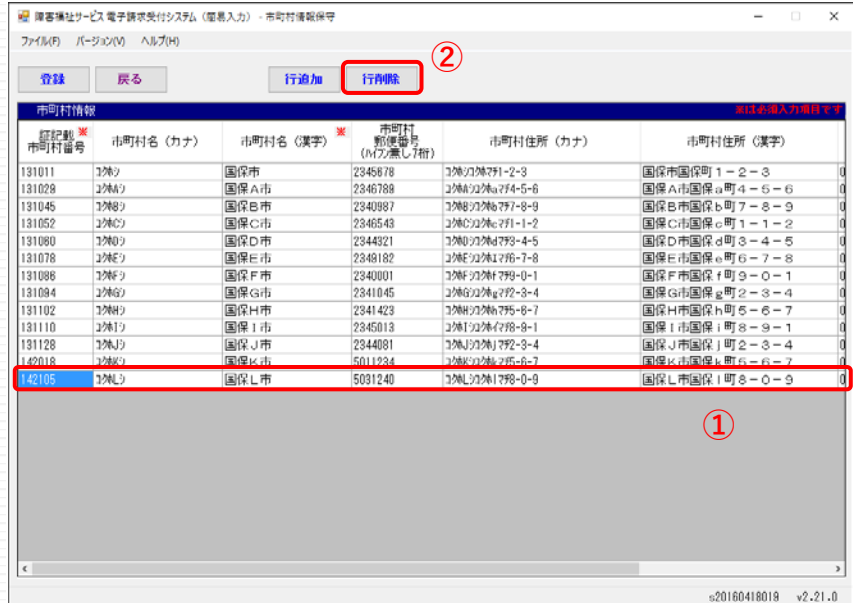 障害福祉サービス 電子請求受付システム（簡易入力） - 市町村情報保守
ファイル(F) バージョン(V) ヘルプ(H)
②
登録 戻る 行追加 行削除
市町村情報 ※は必須入力項目です
証記載市町村番号 ※ 市町村名（カナ） 市町村名（漢字） ※ 市町村郵便番号(ﾊｲﾌﾝ無し7桁) 市町村住所（カナ） 市町村住所（漢字）
131011 ｺｸﾎｼ 国保市 2345678 ｺｸﾎｼｺｸﾎﾏﾁ1-2-3 国保市国保町１－２－３ 0
131029 ｺｸﾎAｼ 国保Ａ市 2346789 ｺｸﾎAｼｺｸﾎaﾏﾁ4-5-6 国保Ａ市国保ａ町４－５－６ 0
131045 ｺｸﾎBｼ 国保Ｂ市 2340987 ｺｸﾎBｼｺｸﾎbﾏﾁ7-8-9 国保Ｂ市国保ｂ町７－８－９ 0
131052 ｺｸﾎCｼ 国保Ｃ市 2346543 ｺｸﾎCｼｺｸﾎcﾏﾁ1-1-2 国保Ｃ市国保ｃ町１－１－２ 0
131060 ｺｸﾎDｼ 国保Ｄ市 2344321 ｺｸﾎDｼｺｸﾎdﾏﾁ3-4-5 国保Ｄ市国保ｄ町３－４－５ 0
131078 ｺｸﾎEｼ 国保Ｅ市 2349182 ｺｸﾎEｼｺｸﾎｴﾏﾁ6-7-8 国保Ｅ市国保ｅ町６－７－８ 0
131086 ｺｸﾎFｼ 国保Ｆ市 2340001 ｺｸﾎFｼｺｸﾎfﾏﾁ9-0-1 国保Ｆ市国保ｆ町９－０－１ 0
131094 ｺｸﾎGｼ 国保Ｇ市 2341045 ｺｸﾎGｼｺｸﾎgﾏﾁ2-3-4 国保Ｇ市国保ｇ町２－３－４ 0
131102 ｺｸﾎHｼ 国保Ｈ市 2341423 ｺｸﾎHｼｺｸﾎhﾏﾁ5-6-7 国保Ｈ市国保ｈ町５－６－７ 0
131110 ｺｸﾎIｼ 国保Ｉ市 2345013 ｺｸﾎIｼｺｸﾎｲﾏﾁ8-9-1 国保Ｉ市国保ｉ町８－９－１ 0
131128 ｺｸﾎJｼ 国保Ｊ市 2344081 ｺｸﾎJｼｺｸﾎjﾏﾁ2-3-4 国保Ｊ市国保ｊ町２－３－４ 0
142018 ｺｸﾎKｼ 国保Ｋ市 5011234 ｺｸﾎKｼｺｸﾎkﾏﾁ5-6-7 国保Ｋ市国保ｋ町５－６－７ 0
142105 ｺｸﾎLｼ 国保Ｌ市 5031240 ｺｸﾎLｼｺｸﾎlﾏﾁ8-0-9 国保Ｌ市国保ｌ町８－０－９ 0
①
s20160418019 v2.21.0